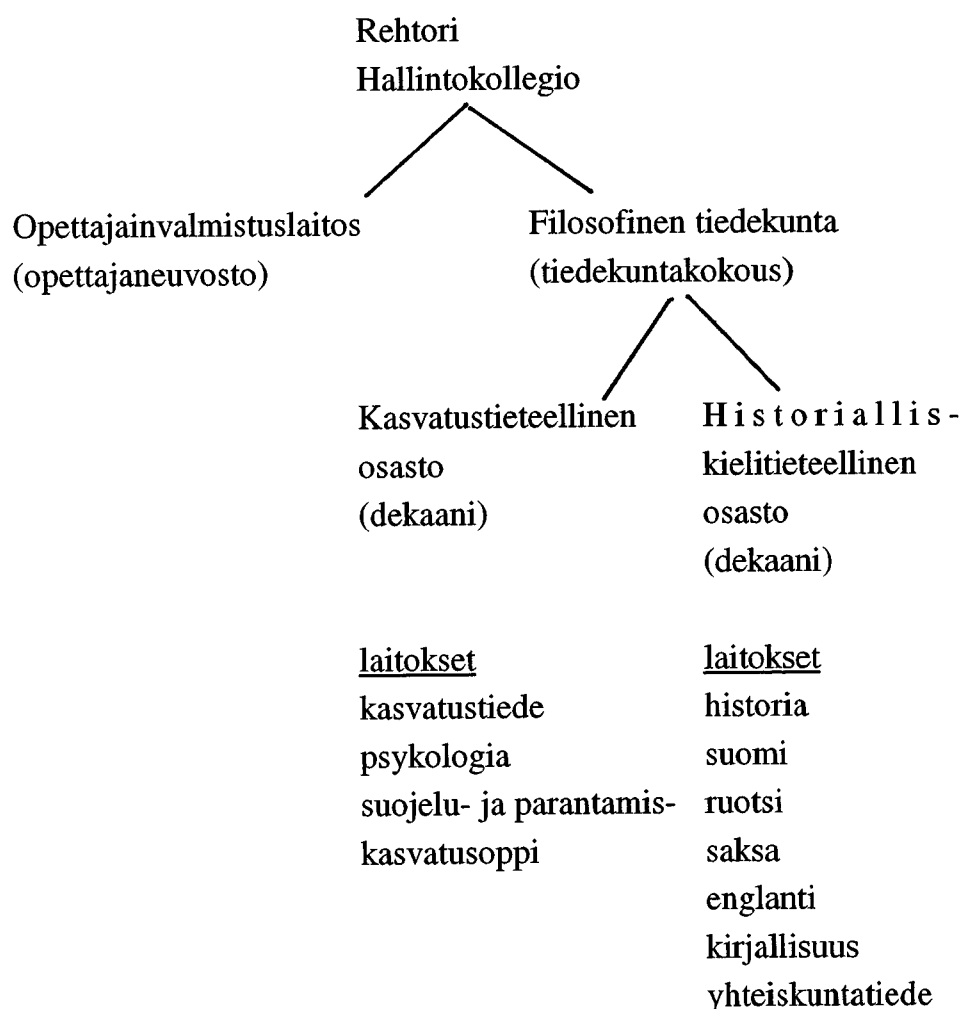 Rehtori
Hallintokollegio
Opettajainvalmistuslaitos
(opettajaneuvosto)
Filosofinen tiedekunta
(tiedekuntakokous)
Kasvatustieteellinen
osasto
(dekaani)
Historiallis-
kielitieteellinen
osasto
(dekaani)
laitokset
kasvatustiede
psykologia
suojelu- ja parantamis-
kasvatusoppi
laitokset
historia
suomi
ruotsi
saksa
englanti
kirjallisuus
yhteiskuntatiede